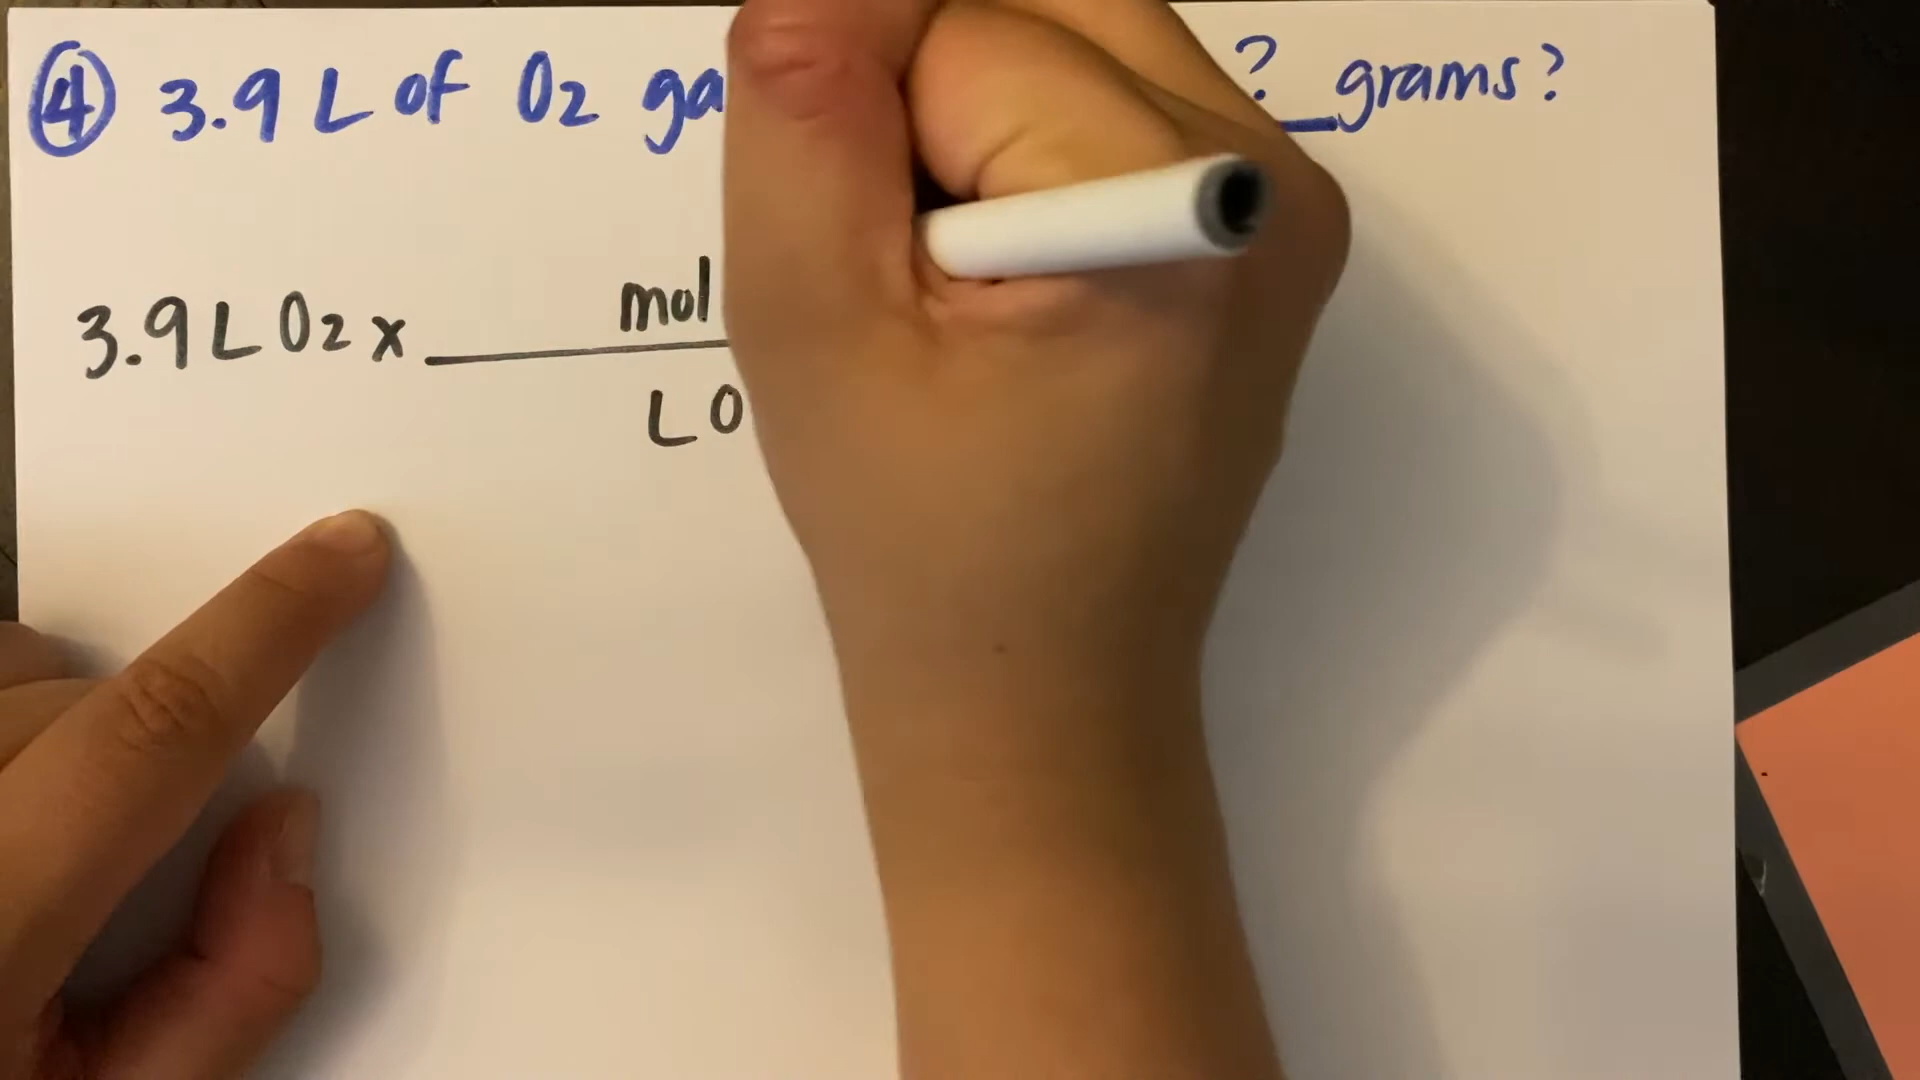 ④ 3.9 L of O2 ga ? grams?
mol
3.9 L O2 x
L O